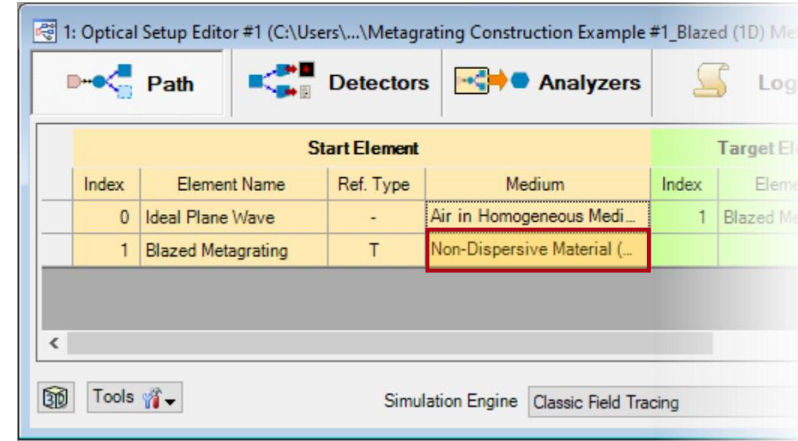 1: Optical Setup Editor #1 (C:\Users\...\Metagrating Construction Example #1_Blazed (1D) Me
Path Detectors Analyzers Log
Start Element Target El
Index Element Name Ref. Type Medium Index Eleme
0 Ideal Plane Wave - Air in Homogeneous Medi... 1 Blazed Me
1 Blazed Metagrating T Non-Dispersive Material (...
Tools Simulation Engine Classic Field Tracing